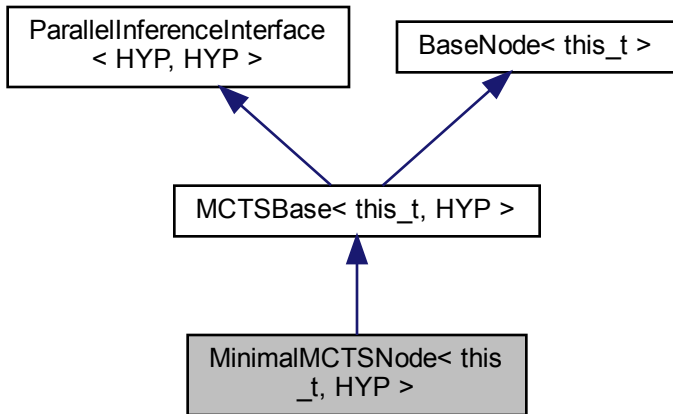 ParallelInferenceInterface
< HYP, HYP >
BaseNode< this_t >
MCTSBase< this_t, HYP >
MinimalMCTSNode< this
_t, HYP >